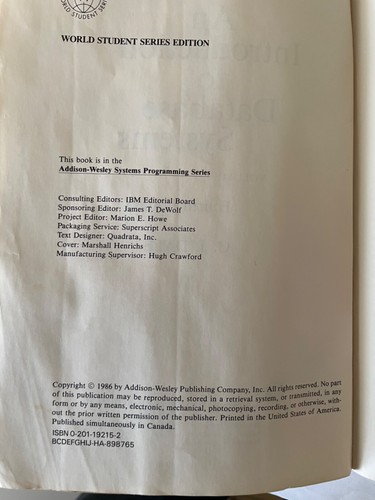 WORLD STUDENT SERIES
WORLD STUDENT SERIES EDITION
This book is in the
Addison-Wesley Systems Programming Series
Consulting Editors: IBM Editorial Board
Sponsoring Editor: James T. DeWolf
Project Editor: Marion E. Howe
Packaging Service: Superscript Associates
Text Designer: Quadrata, Inc.
Cover: Marshall Henrichs
Manufacturing Supervisor: Hugh Crawford
Copyright © 1986 by Addison-Wesley Publishing Company, Inc. All rights reserved. No part
of this publication may be reproduced, stored in a retrieval system, or transmitted, in any
form or by any means, electronic, mechanical, photocopying, recording, or otherwise, with-
out the prior written permission of the publisher. Printed in the United States of America.
Published simultaneously in Canada.
ISBN 0-201-19215-2
BCDEFGHIJ-HA-898765